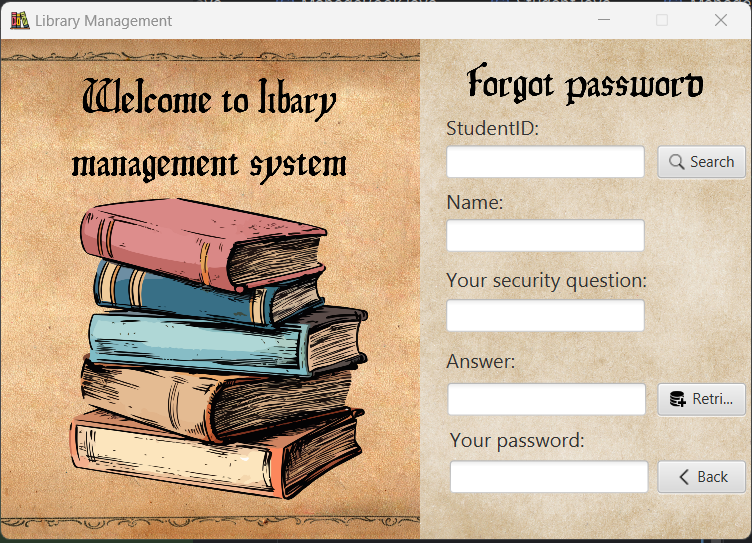 Library Management
Welcome to libary
management system
Forgot password
StudentID:
Search
Name:
Your security question:
Answer:
Retri...
Your password:
Back